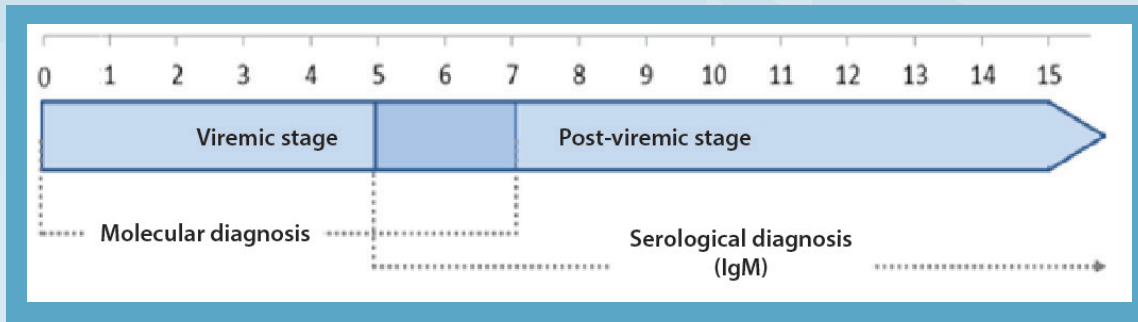 0 1 2 3 4 5 6 7 8 9 10 11 12 13 14 15
Viremic stage Post-viremic stage
Molecular diagnosis
Serological diagnosis
(IgM)